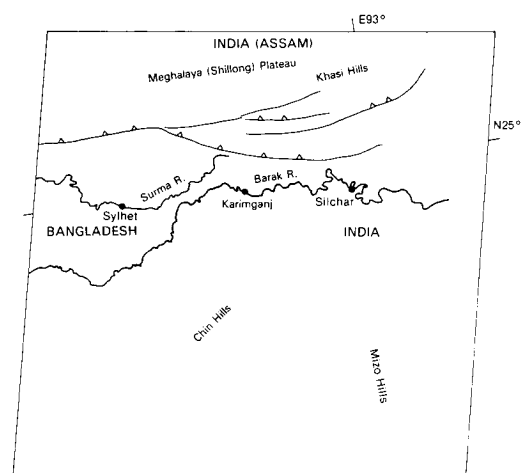 E93°
INDIA (ASSAM)
Meghalaya (Shillong) Plateau
Khasi Hills
N25°
Surma R.
Barak R.
Sylhet
Karimganj
Silchar
BANGLADESH
INDIA
Chin Hills
Mizo Hills